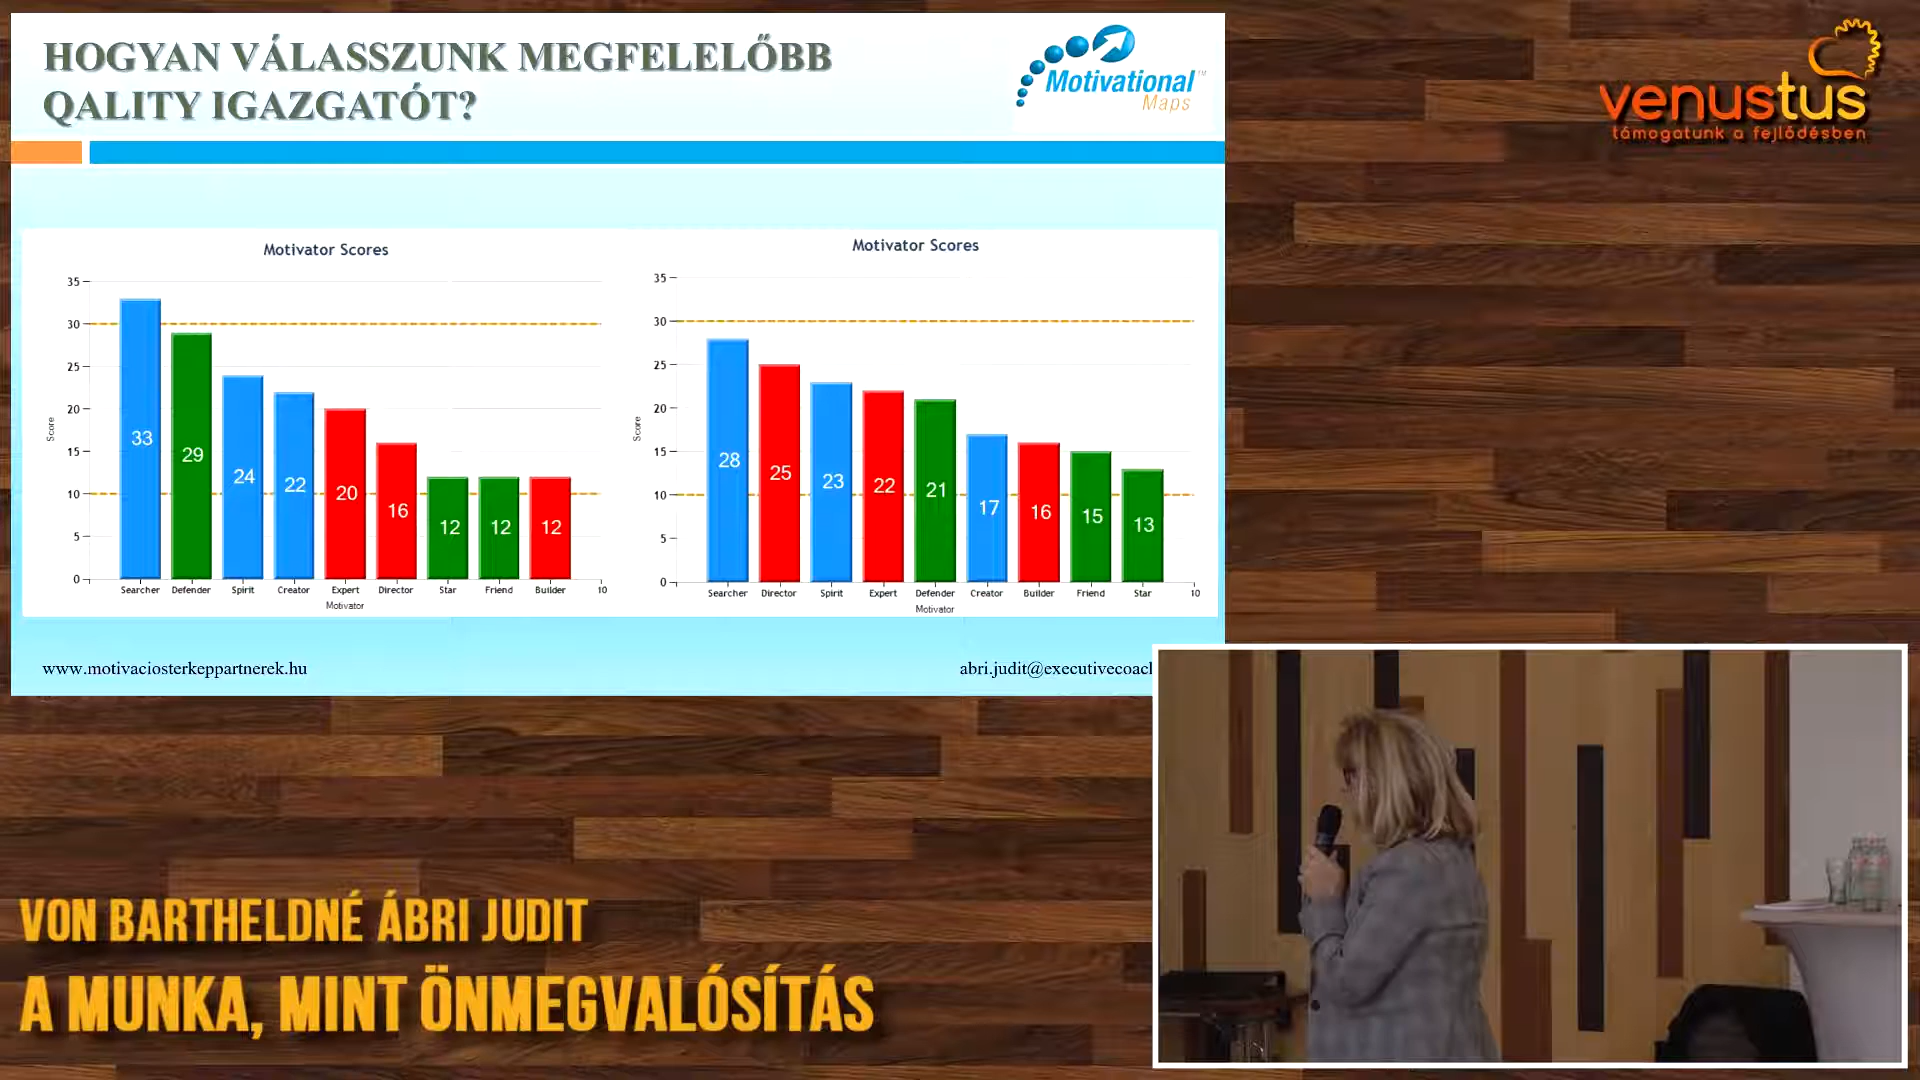 HOGYAN VÁLASSZUNK MEGFELELŐBB
QALITY IGAZGATÓT?
Motivational™
Maps
venustus
támogatunk a fejlődésben
Motivator Scores
35
30
25
20
15
10
5
0
Score
33
29
24
22
20
16
12
12
12
Searcher Defender Spirit Creator Expert Director Star Friend Builder 10
Motivator
Motivator Scores
35
30
25
20
15
10
5
0
Score
28
25
23
22
21
17
16
15
13
Searcher Director Spirit Expert Defender Creator Builder Friend Star 10
Motivator
www.motivaciosterkeppartnerek.hu
abri.judit@executivecoach
VON BARTHELDNÉ ÁBRI JUDIT
A MUNKA, MINT ÖNMEGVALÓSÍTÁS